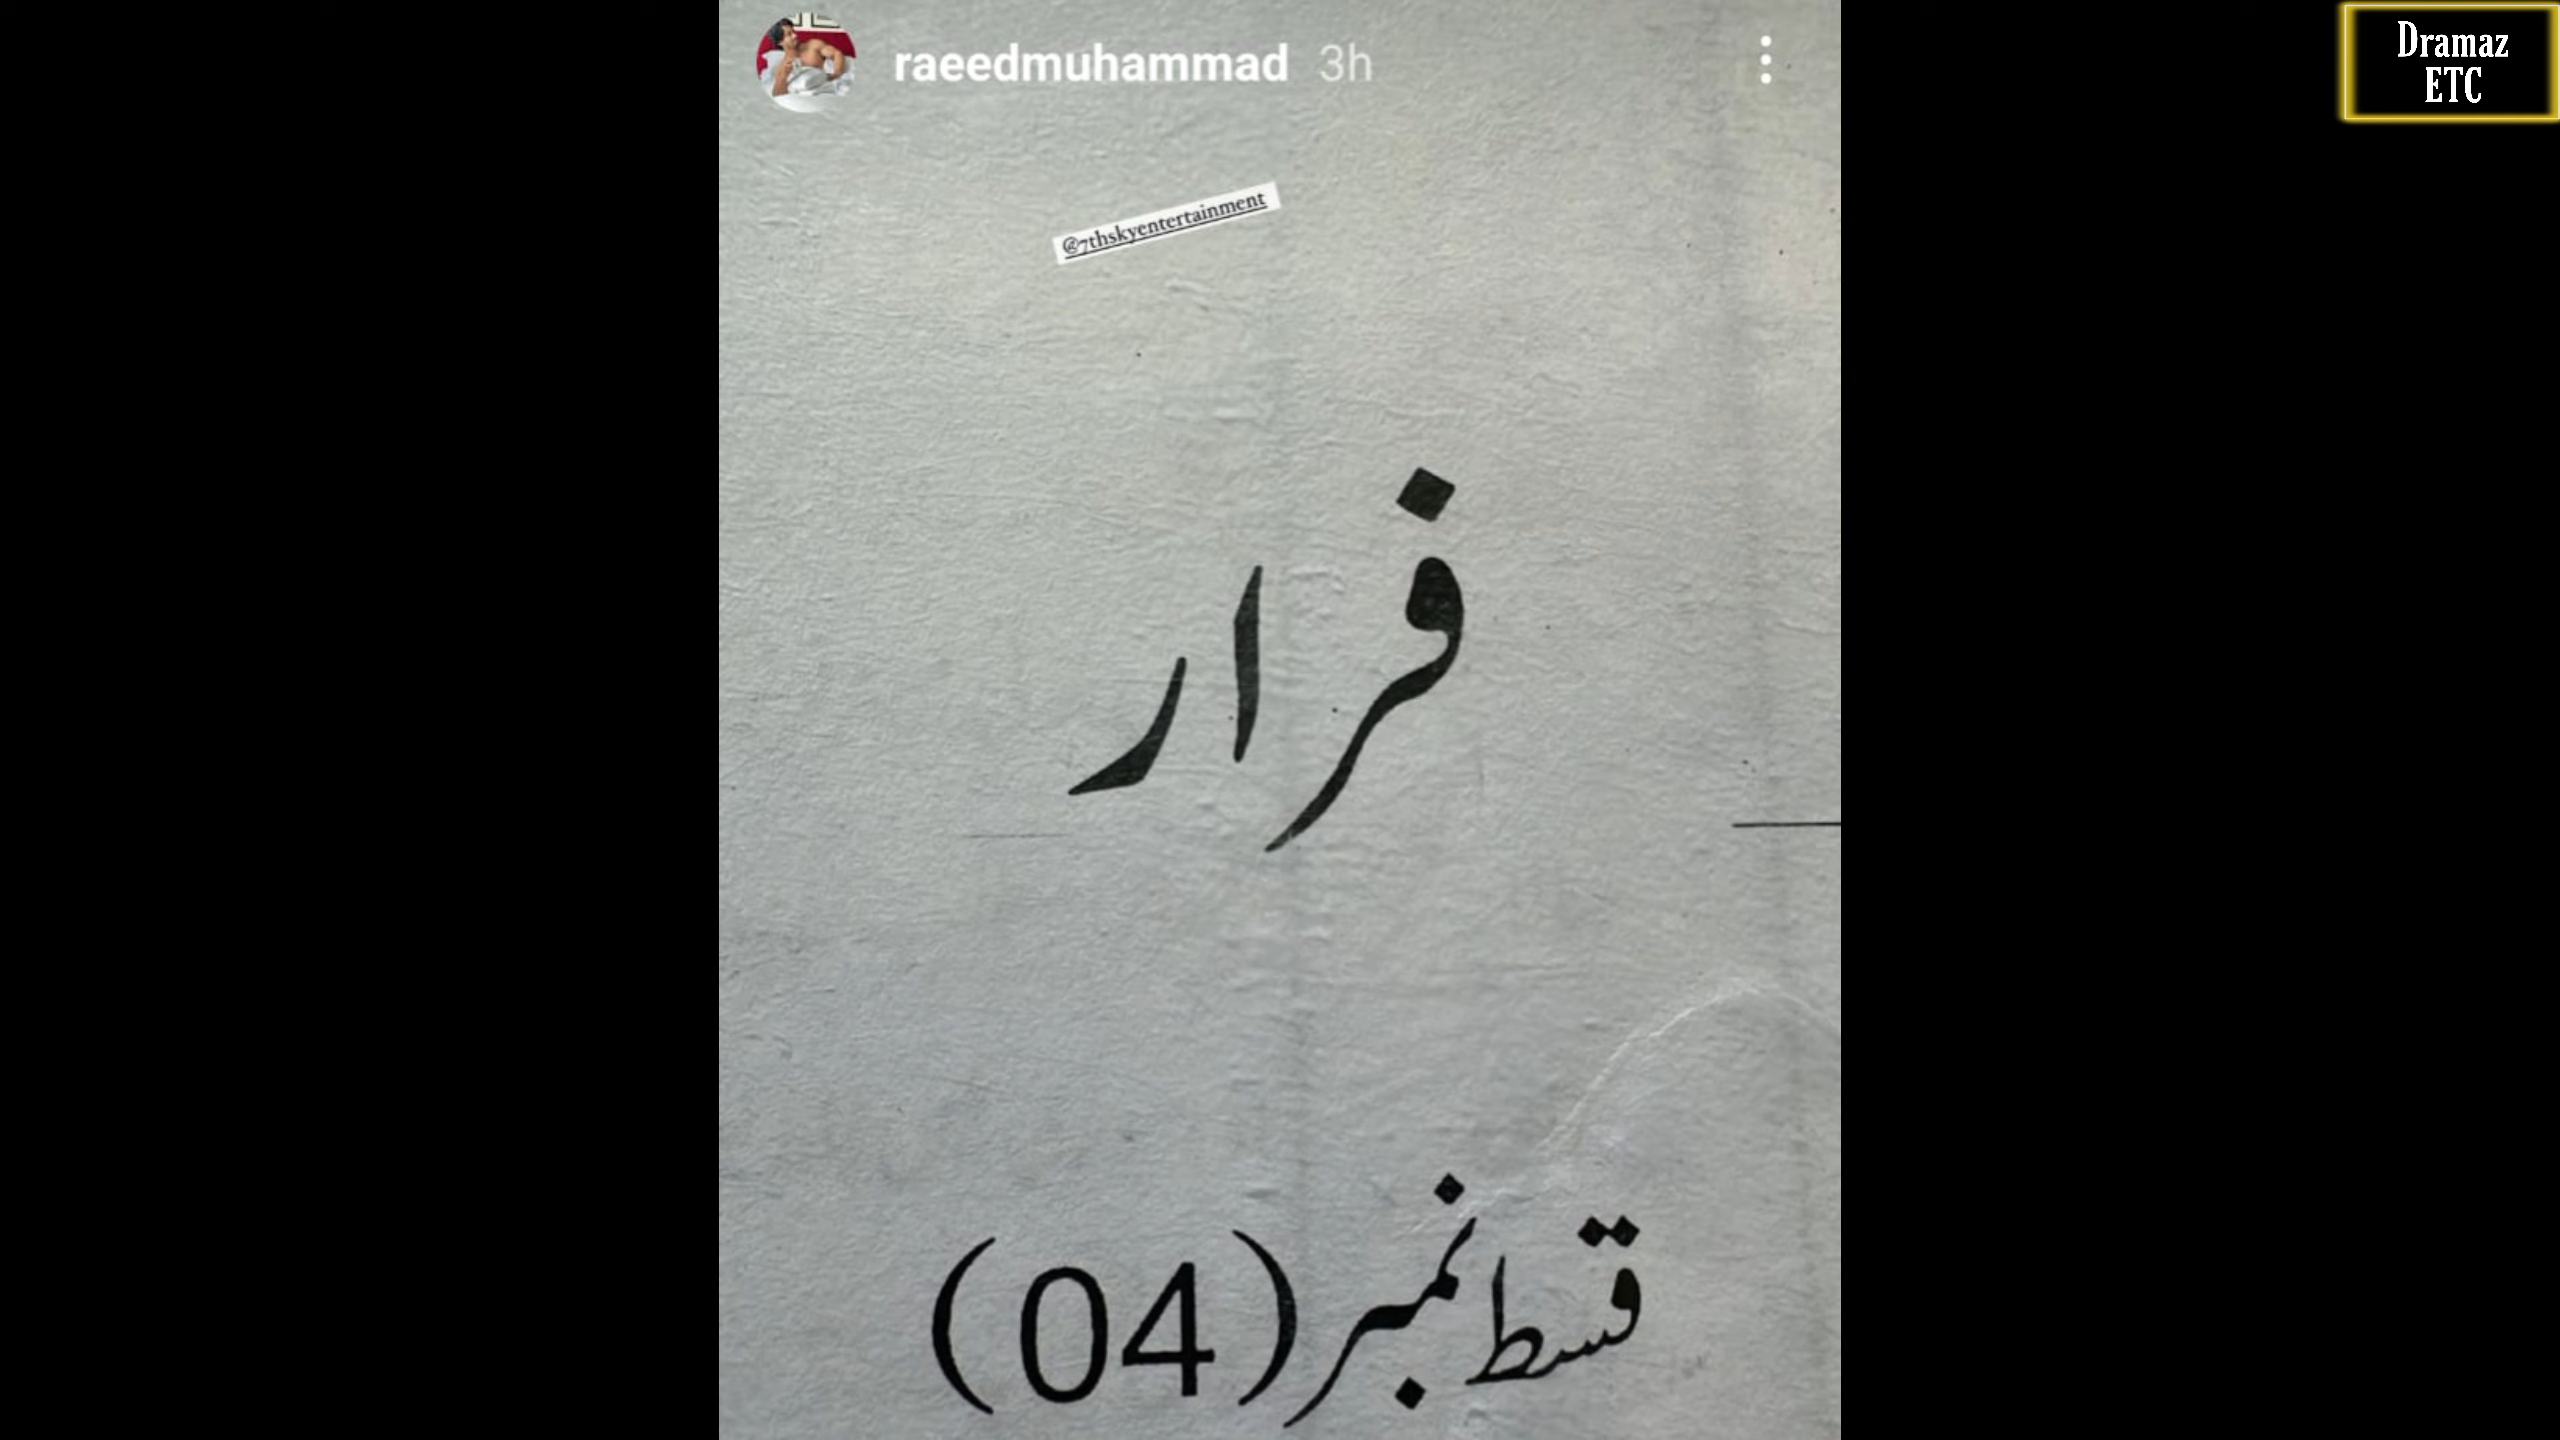 raeedmuhammad 3h
Dramaz
ETC
@7thskyentertainment
فرار
قسط نمبر (04)